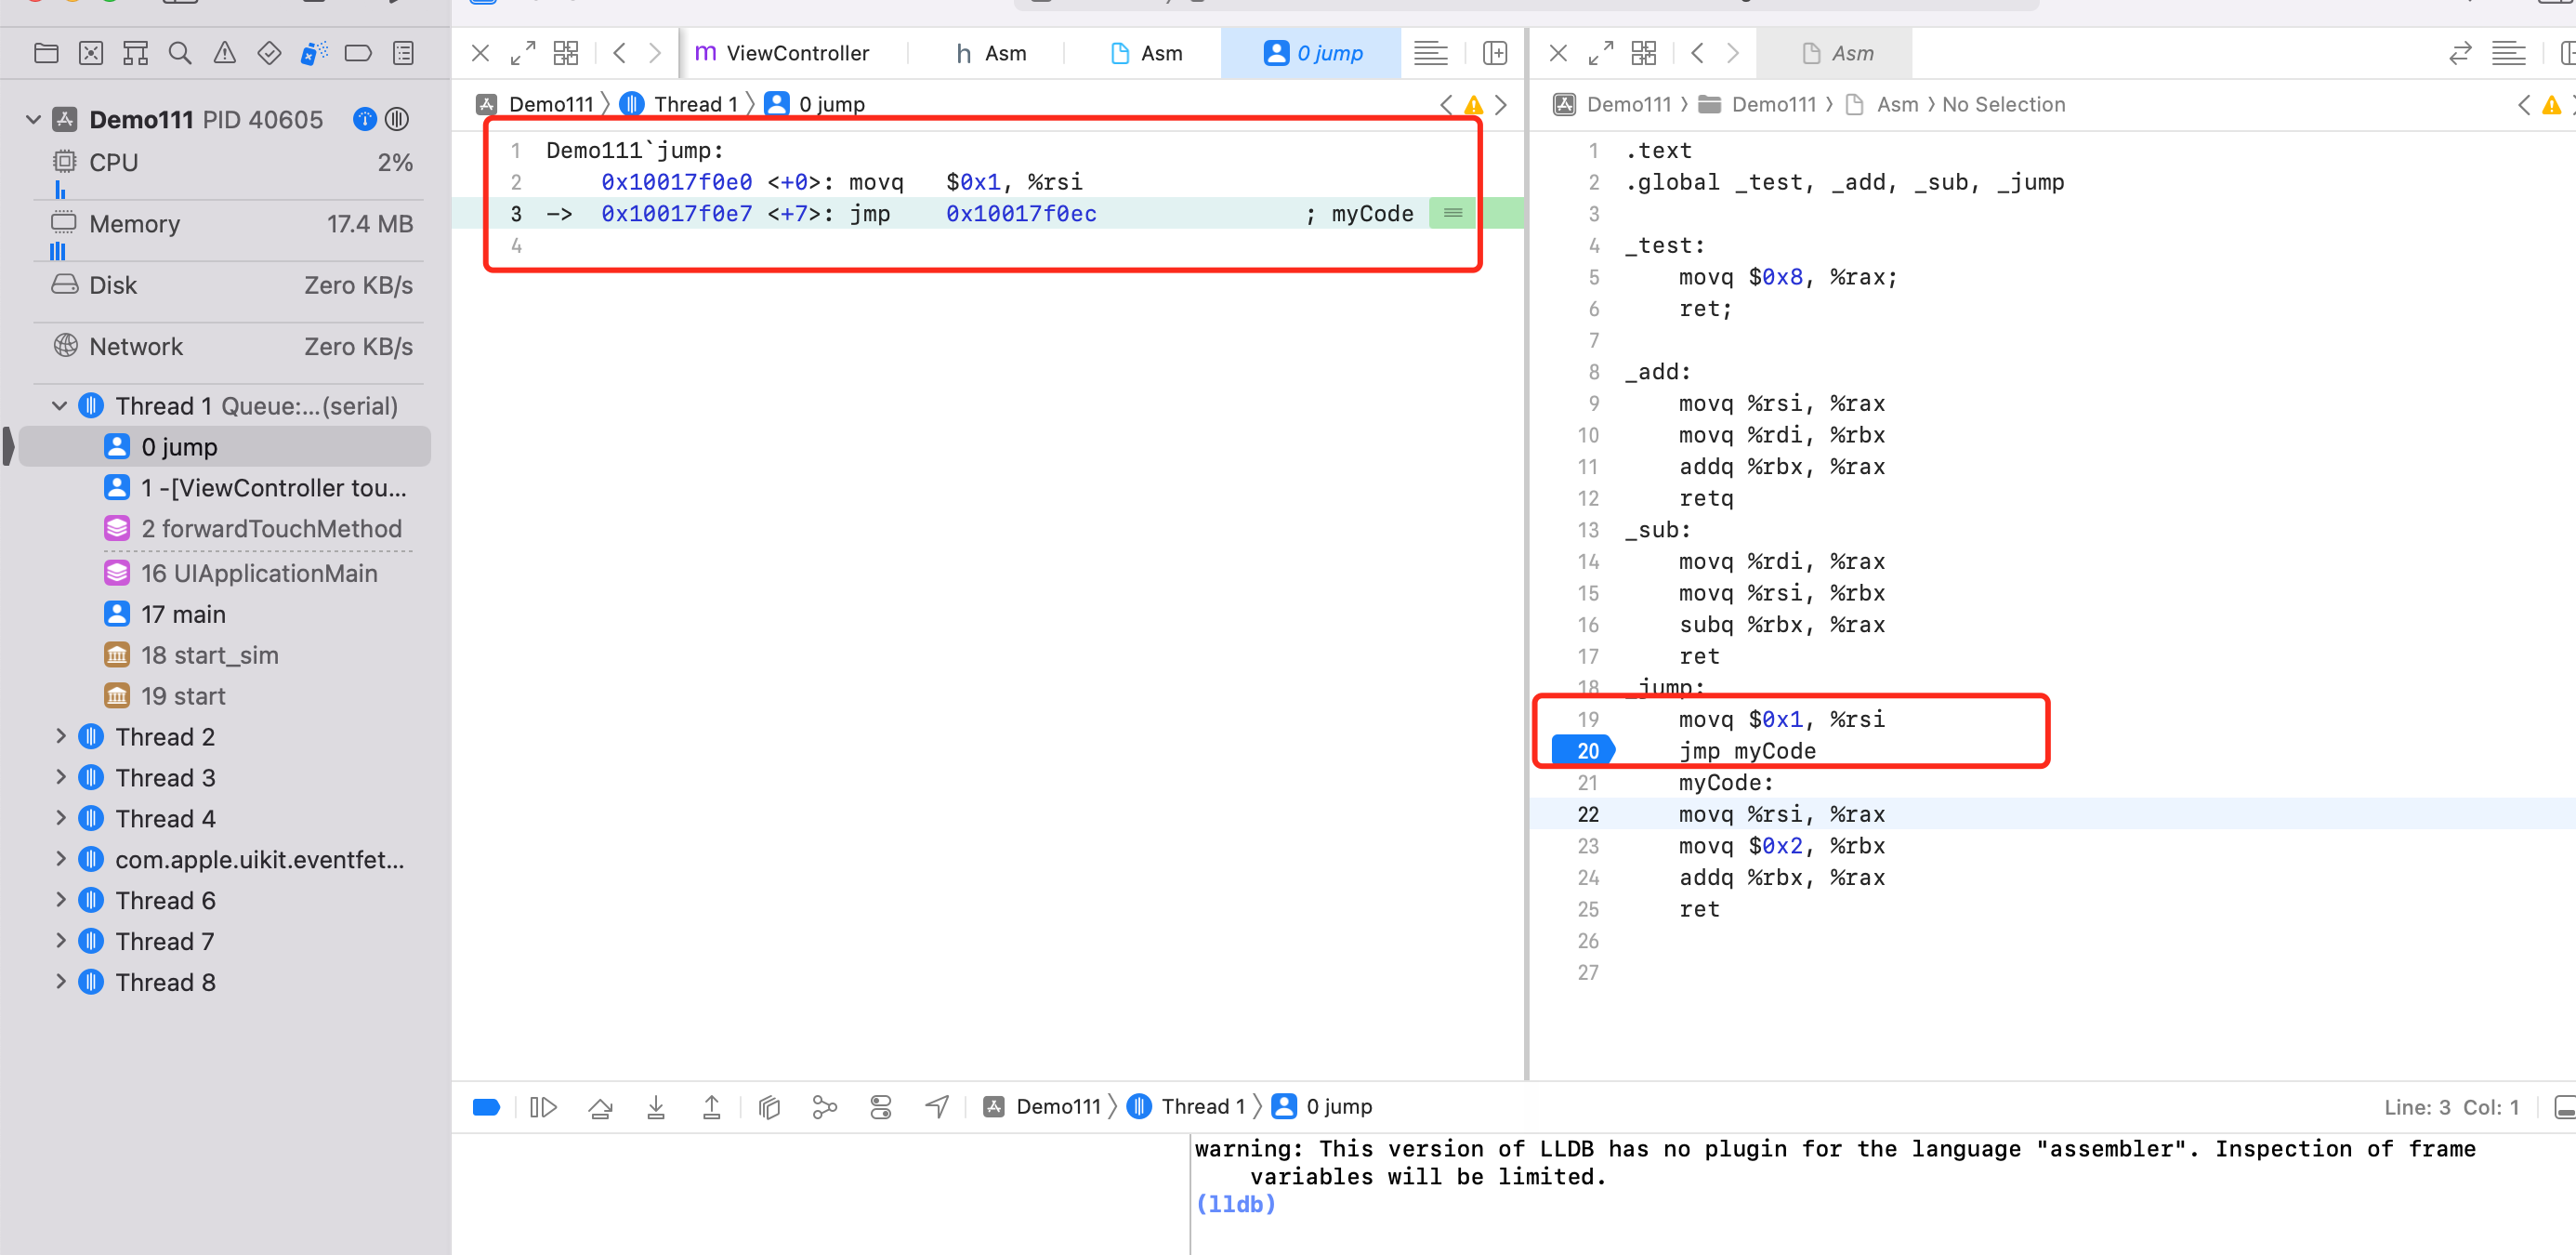 ViewController
Asm
Asm
0 jump
Asm
Demo111 PID 40605
CPU 2%
Memory 17.4 MB
Disk Zero KB/s
Network Zero KB/s
Thread 1 Queue:...(serial)
0 jump
1 -[ViewController tou...
2 forwardTouchMethod
16 UIApplicationMain
17 main
18 start_sim
19 start
Thread 2
Thread 3
Thread 4
com.apple.uikit.eventfet...
Thread 6
Thread 7
Thread 8
Demo111 〉 Thread 1 〉 0 jump
1 Demo111`jump:
2 0x10017f0e0 <+0>: movq $0x1, %rsi
3 -> 0x10017f0e7 <+7>: jmp 0x10017f0ec ; myCode
4
Demo111 〉 Demo111 〉 Asm 〉 No Selection
1 .text
2 .global _test, _add, _sub, _jump
3
4 _test:
5 movq $0x8, %rax;
6 ret;
7
8 _add:
9 movq %rsi, %rax
10 movq %rdi, %rbx
11 addq %rbx, %rax
12 retq
13 _sub:
14 movq %rdi, %rax
15 movq %rsi, %rbx
16 subq %rbx, %rax
17 ret
18 _jump:
19 movq $0x1, %rsi
20 jmp myCode
21 myCode:
22 movq %rsi, %rax
23 movq $0x2, %rbx
24 addq %rbx, %rax
25 ret
26
27
Demo111 〉 Thread 1 〉 0 jump
Line: 3 Col: 1
warning: This version of LLDB has no plugin for the language "assembler". Inspection of frame
variables will be limited.
(lldb)